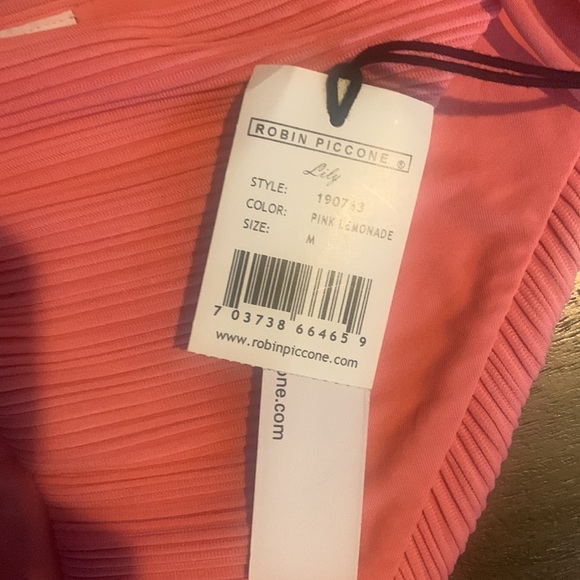 ROBIN PICCONE ®
Lily
STYLE: 190763
COLOR: PINK LEMONADE
SIZE: M
7 03738 66465 9
www.robinpiccone.com
one.com